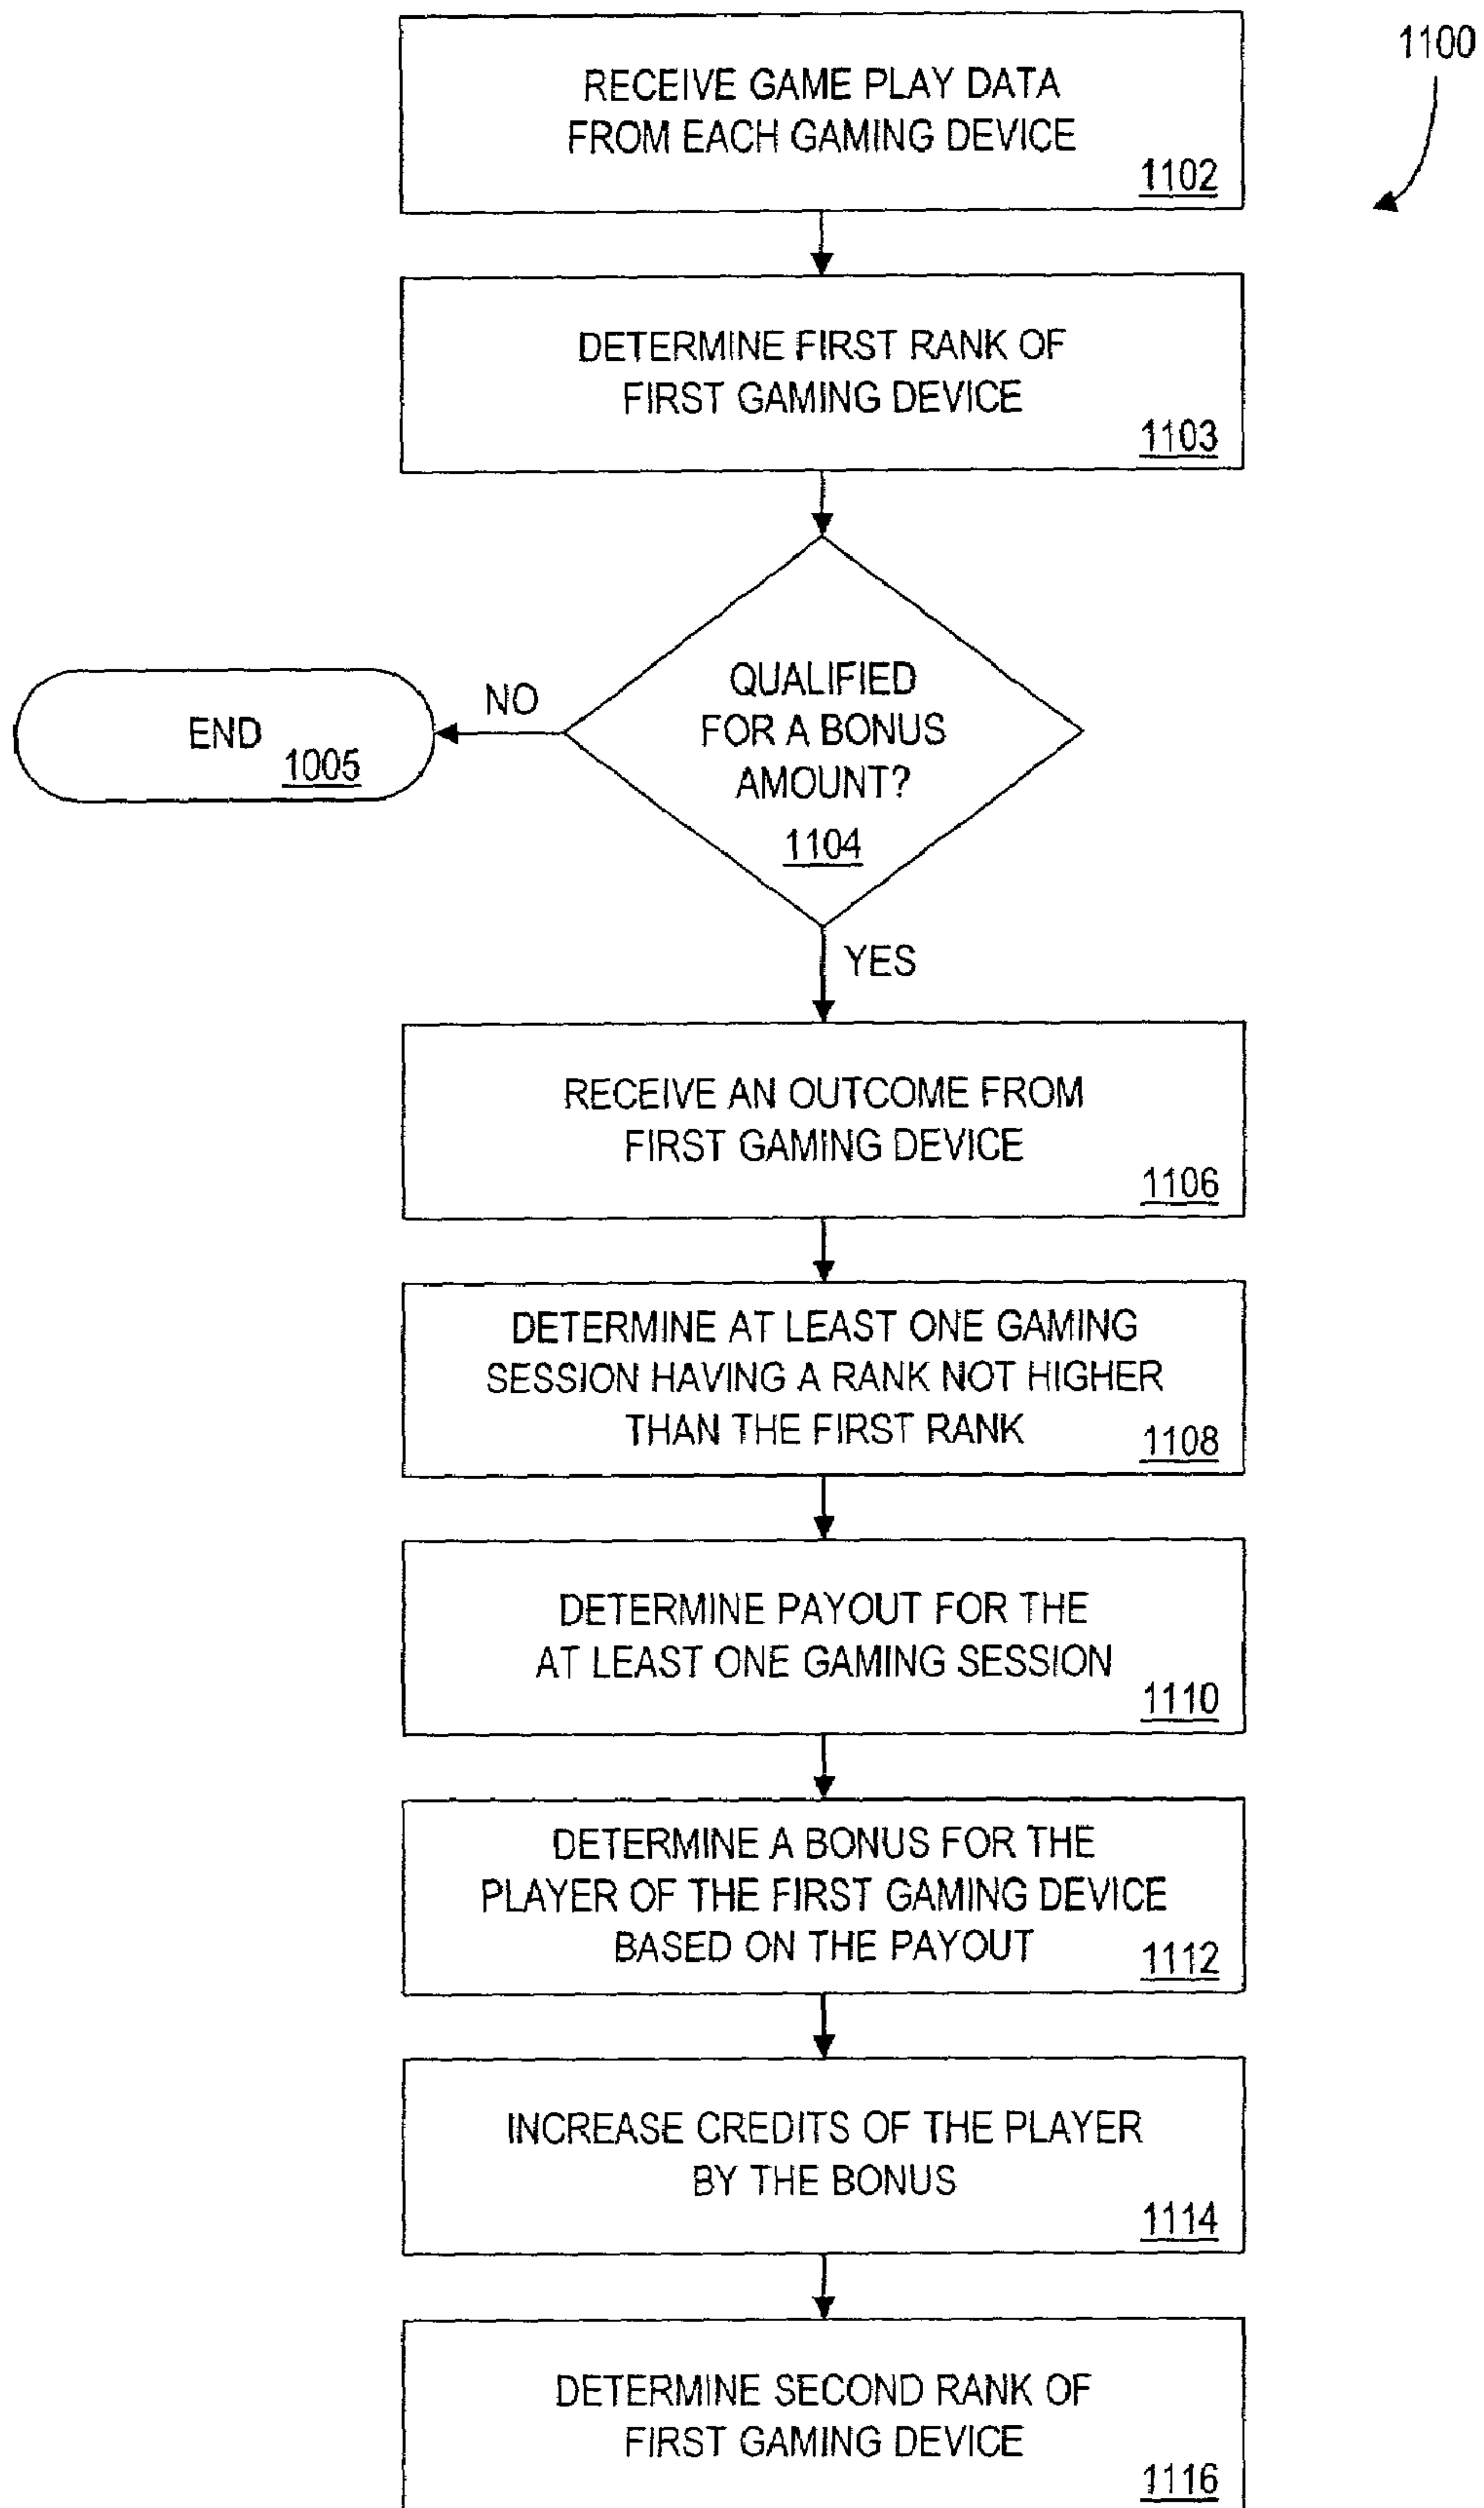 1100
RECEIVE GAME PLAY DATA
FROM EACH GAMING DEVICE
1102
DETERMINE FIRST RANK OF
FIRST GAMING DEVICE
1103
QUALIFIED
FOR A BONUS
AMOUNT?
1104
NO
END
1005
YES
RECEIVE AN OUTCOME FROM
FIRST GAMING DEVICE
1106
DETERMINE AT LEAST ONE GAMING
SESSION HAVING A RANK NOT HIGHER
THAN THE FIRST RANK
1108
DETERMINE PAYOUT FOR THE
AT LEAST ONE GAMING SESSION
1110
DETERMINE A BONUS FOR THE
PLAYER OF THE FIRST GAMING DEVICE
BASED ON THE PAYOUT
1112
INCREASE CREDITS OF THE PLAYER
BY THE BONUS
1114
DETERMINE SECOND RANK OF
FIRST GAMING DEVICE
1116